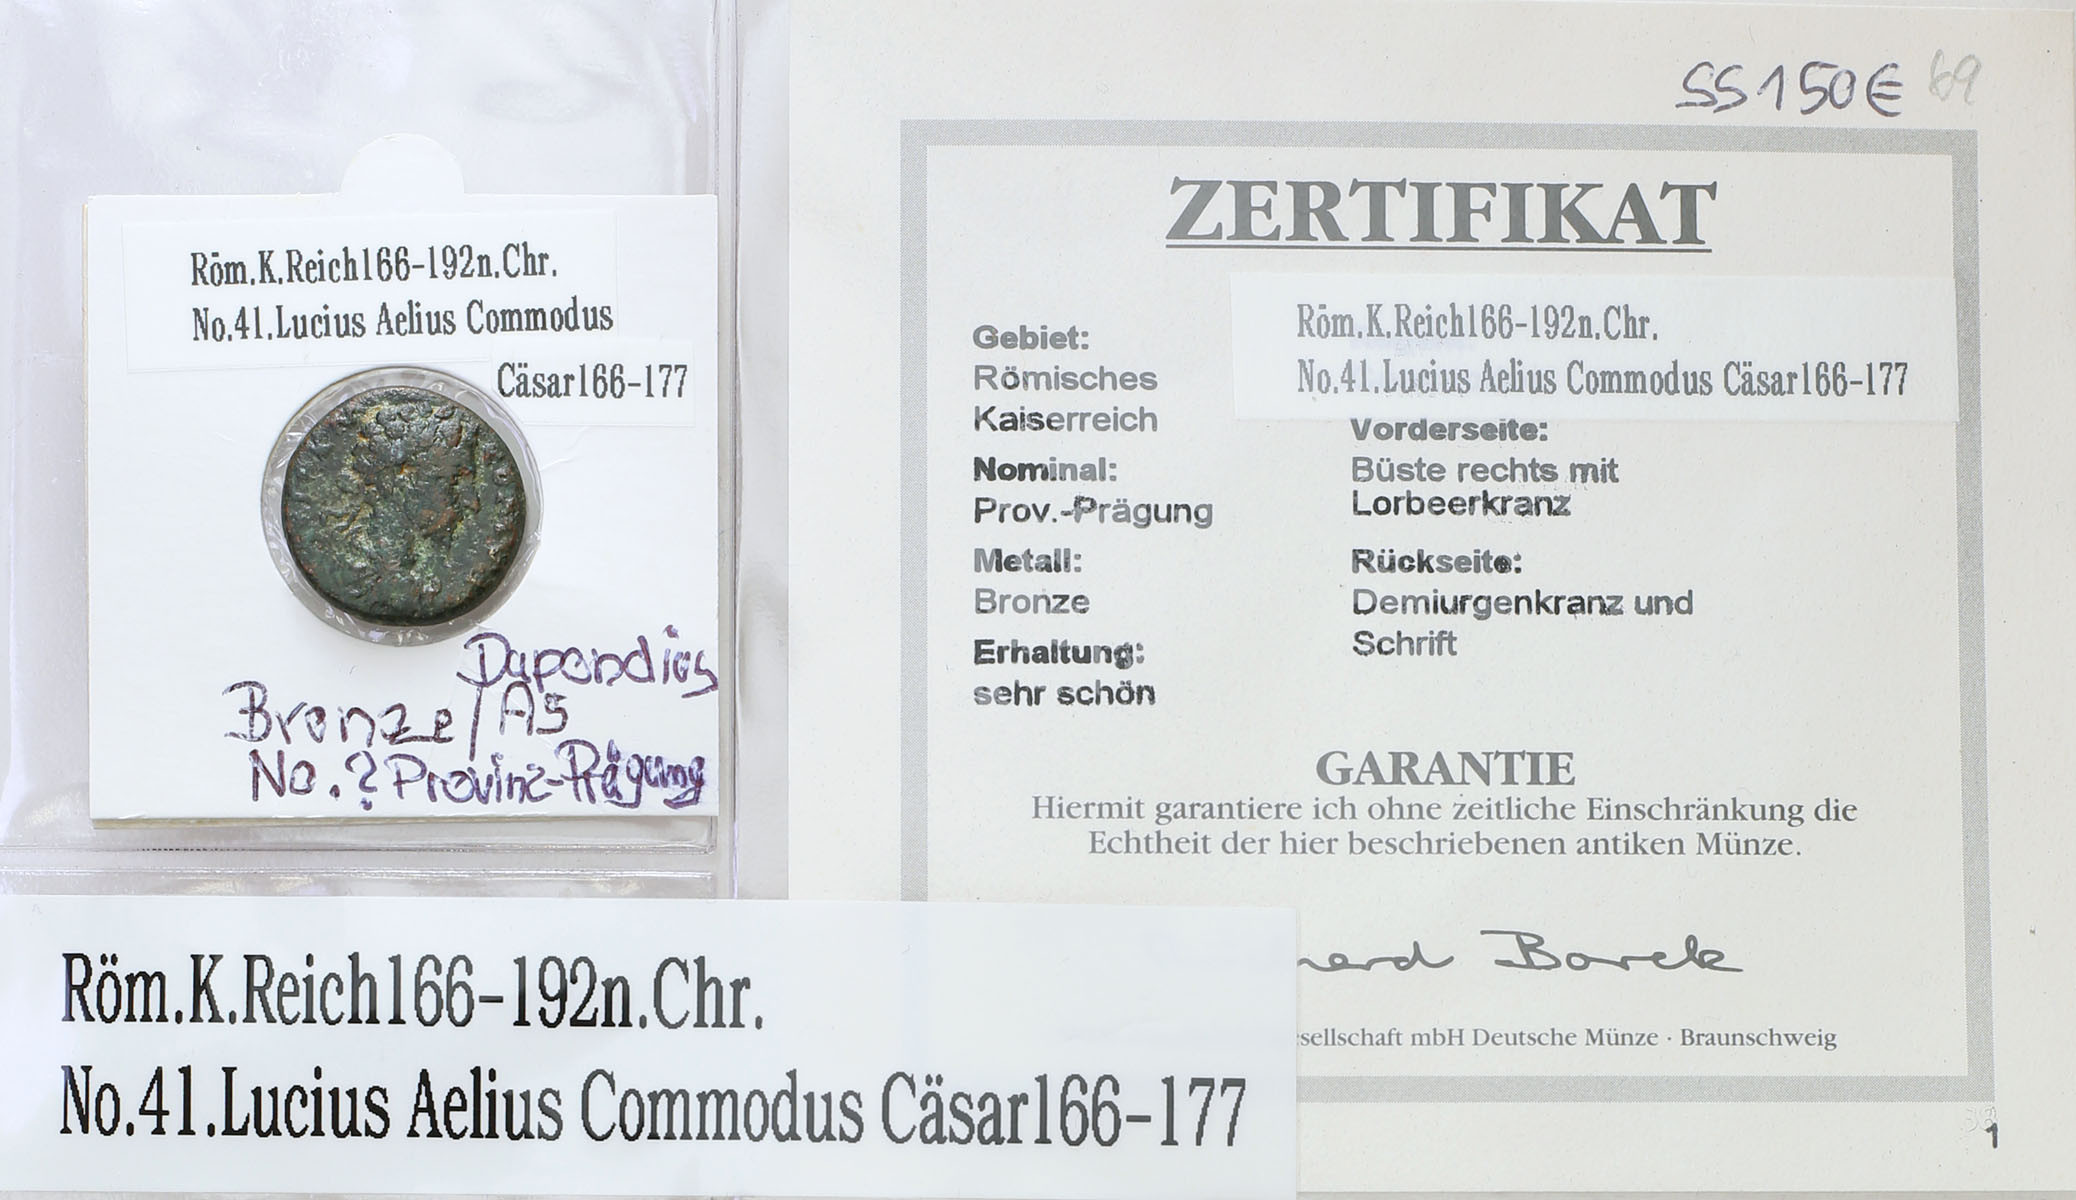 Röm.K.Reich166-192n.Chr.
No.41.Lucius Aelius Commodus
Cäsar166-177
Dupondius
Bronze/As
No.? Provinz-Prägung
SS 150€ 69
ZERTIFIKAT
Röm.K.Reich166-192n.Chr.
No.41.Lucius Aelius Commodus Cäsar166-177
Gebiet:
Römisches
Kaiserreich
Nominal:
Prov.-Prägung
Metall:
Bronze
Erhaltung:
sehr schön
Vorderseite:
Büste rechts mit
Lorbeerkranz
Rückseite:
Demiurgenkranz und
Schrift
GARANTIE
Hiermit garantiere ich ohne zeitliche Einschränkung die
Echtheit der hier beschriebenen antiken Münze.
Borek
sellschaft mbH Deutsche Münze · Braunschweig
1
Röm.K.Reich166-192n.Chr.
No.41.Lucius Aelius Commodus Cäsar166-177